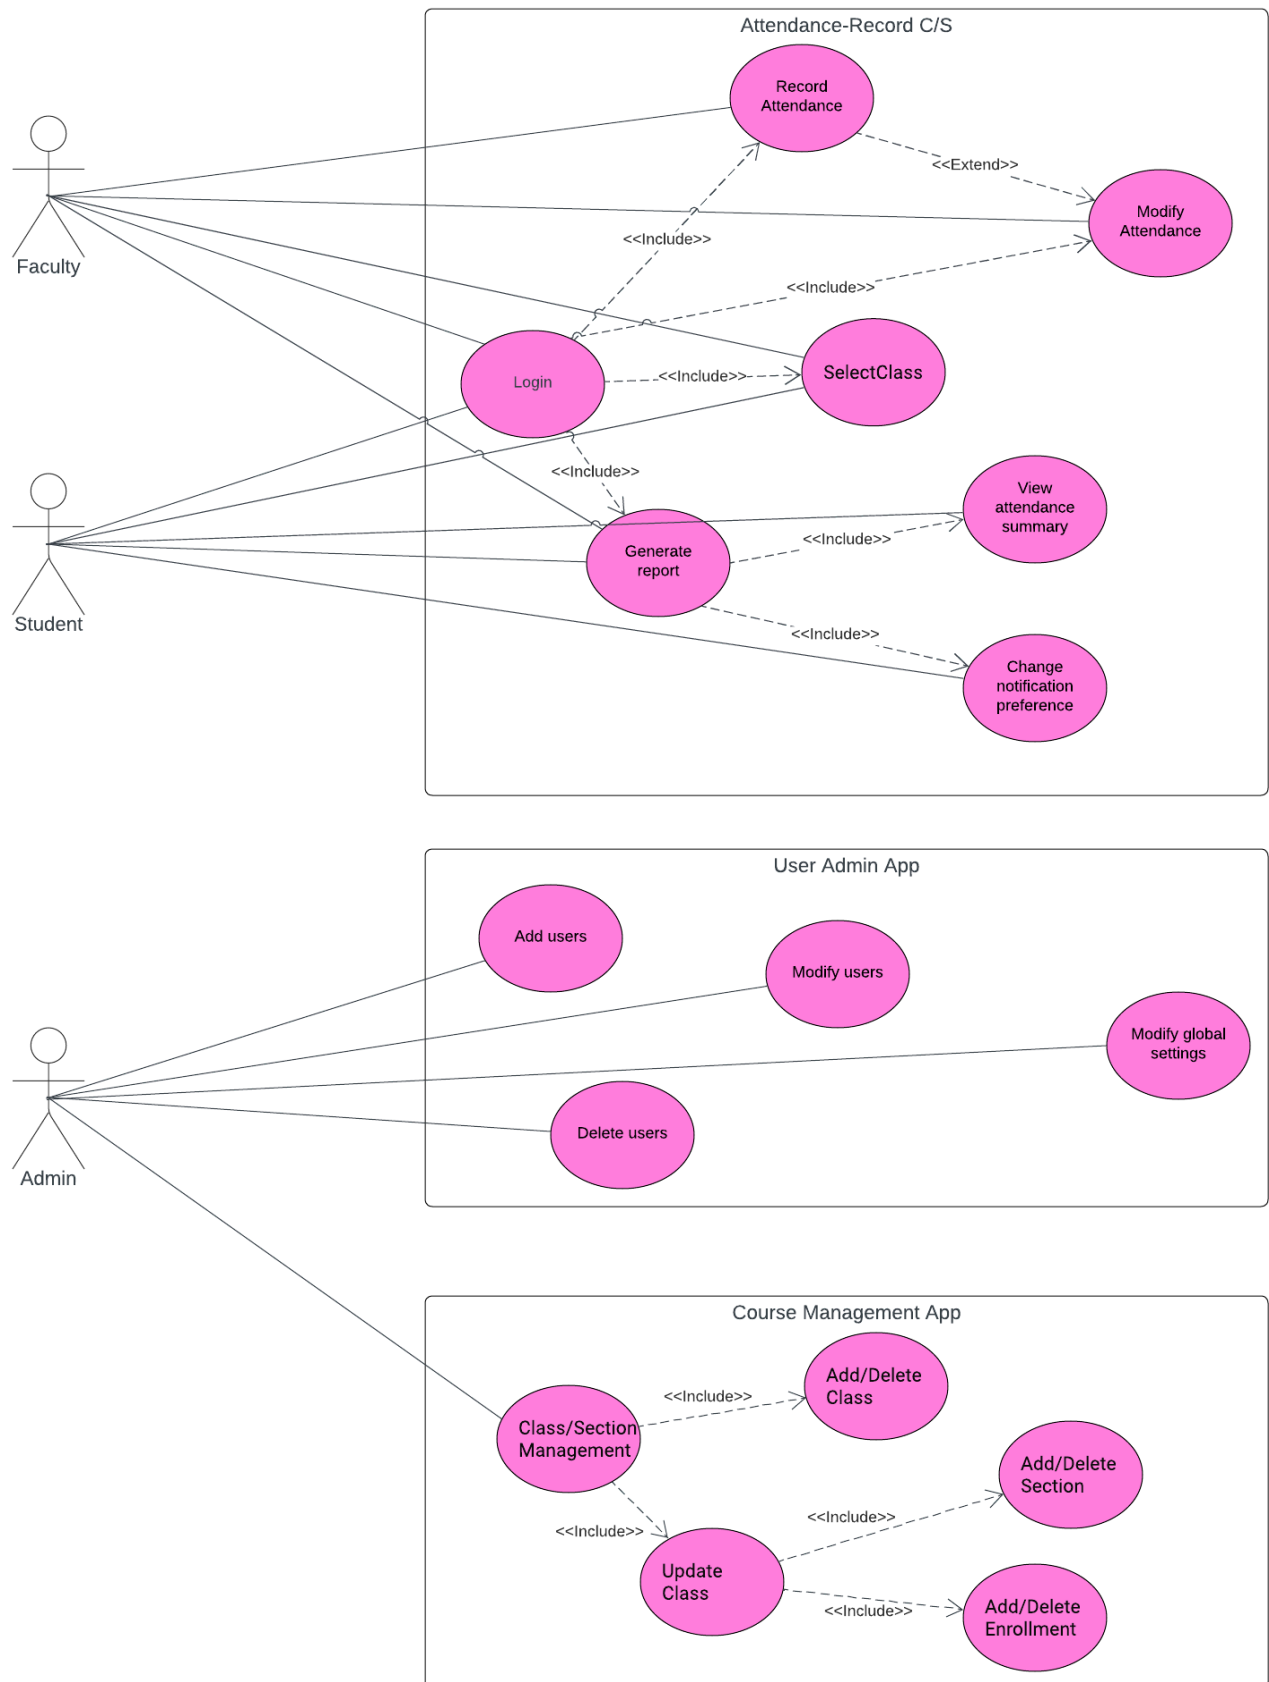 Attendance-Record C/S
Record
Attendance
<<Extend>>
Modify
Attendance
Faculty
<<Include>>
<<Include>>
Login
<<Include>>
SelectClass
<<Include>>
View
attendance
summary
<<Include>>
Generate
report
Student
<<Include>>
Change
notification
preference
User Admin App
Add users
Modify users
Modify global
settings
Delete users
Admin
Course Management App
Add/Delete
Class
<<Include>>
Class/Section
Management
Add/Delete
Section
<<Include>>
<<Include>>
Update
Class
<<Include>>
Add/Delete
Enrollment